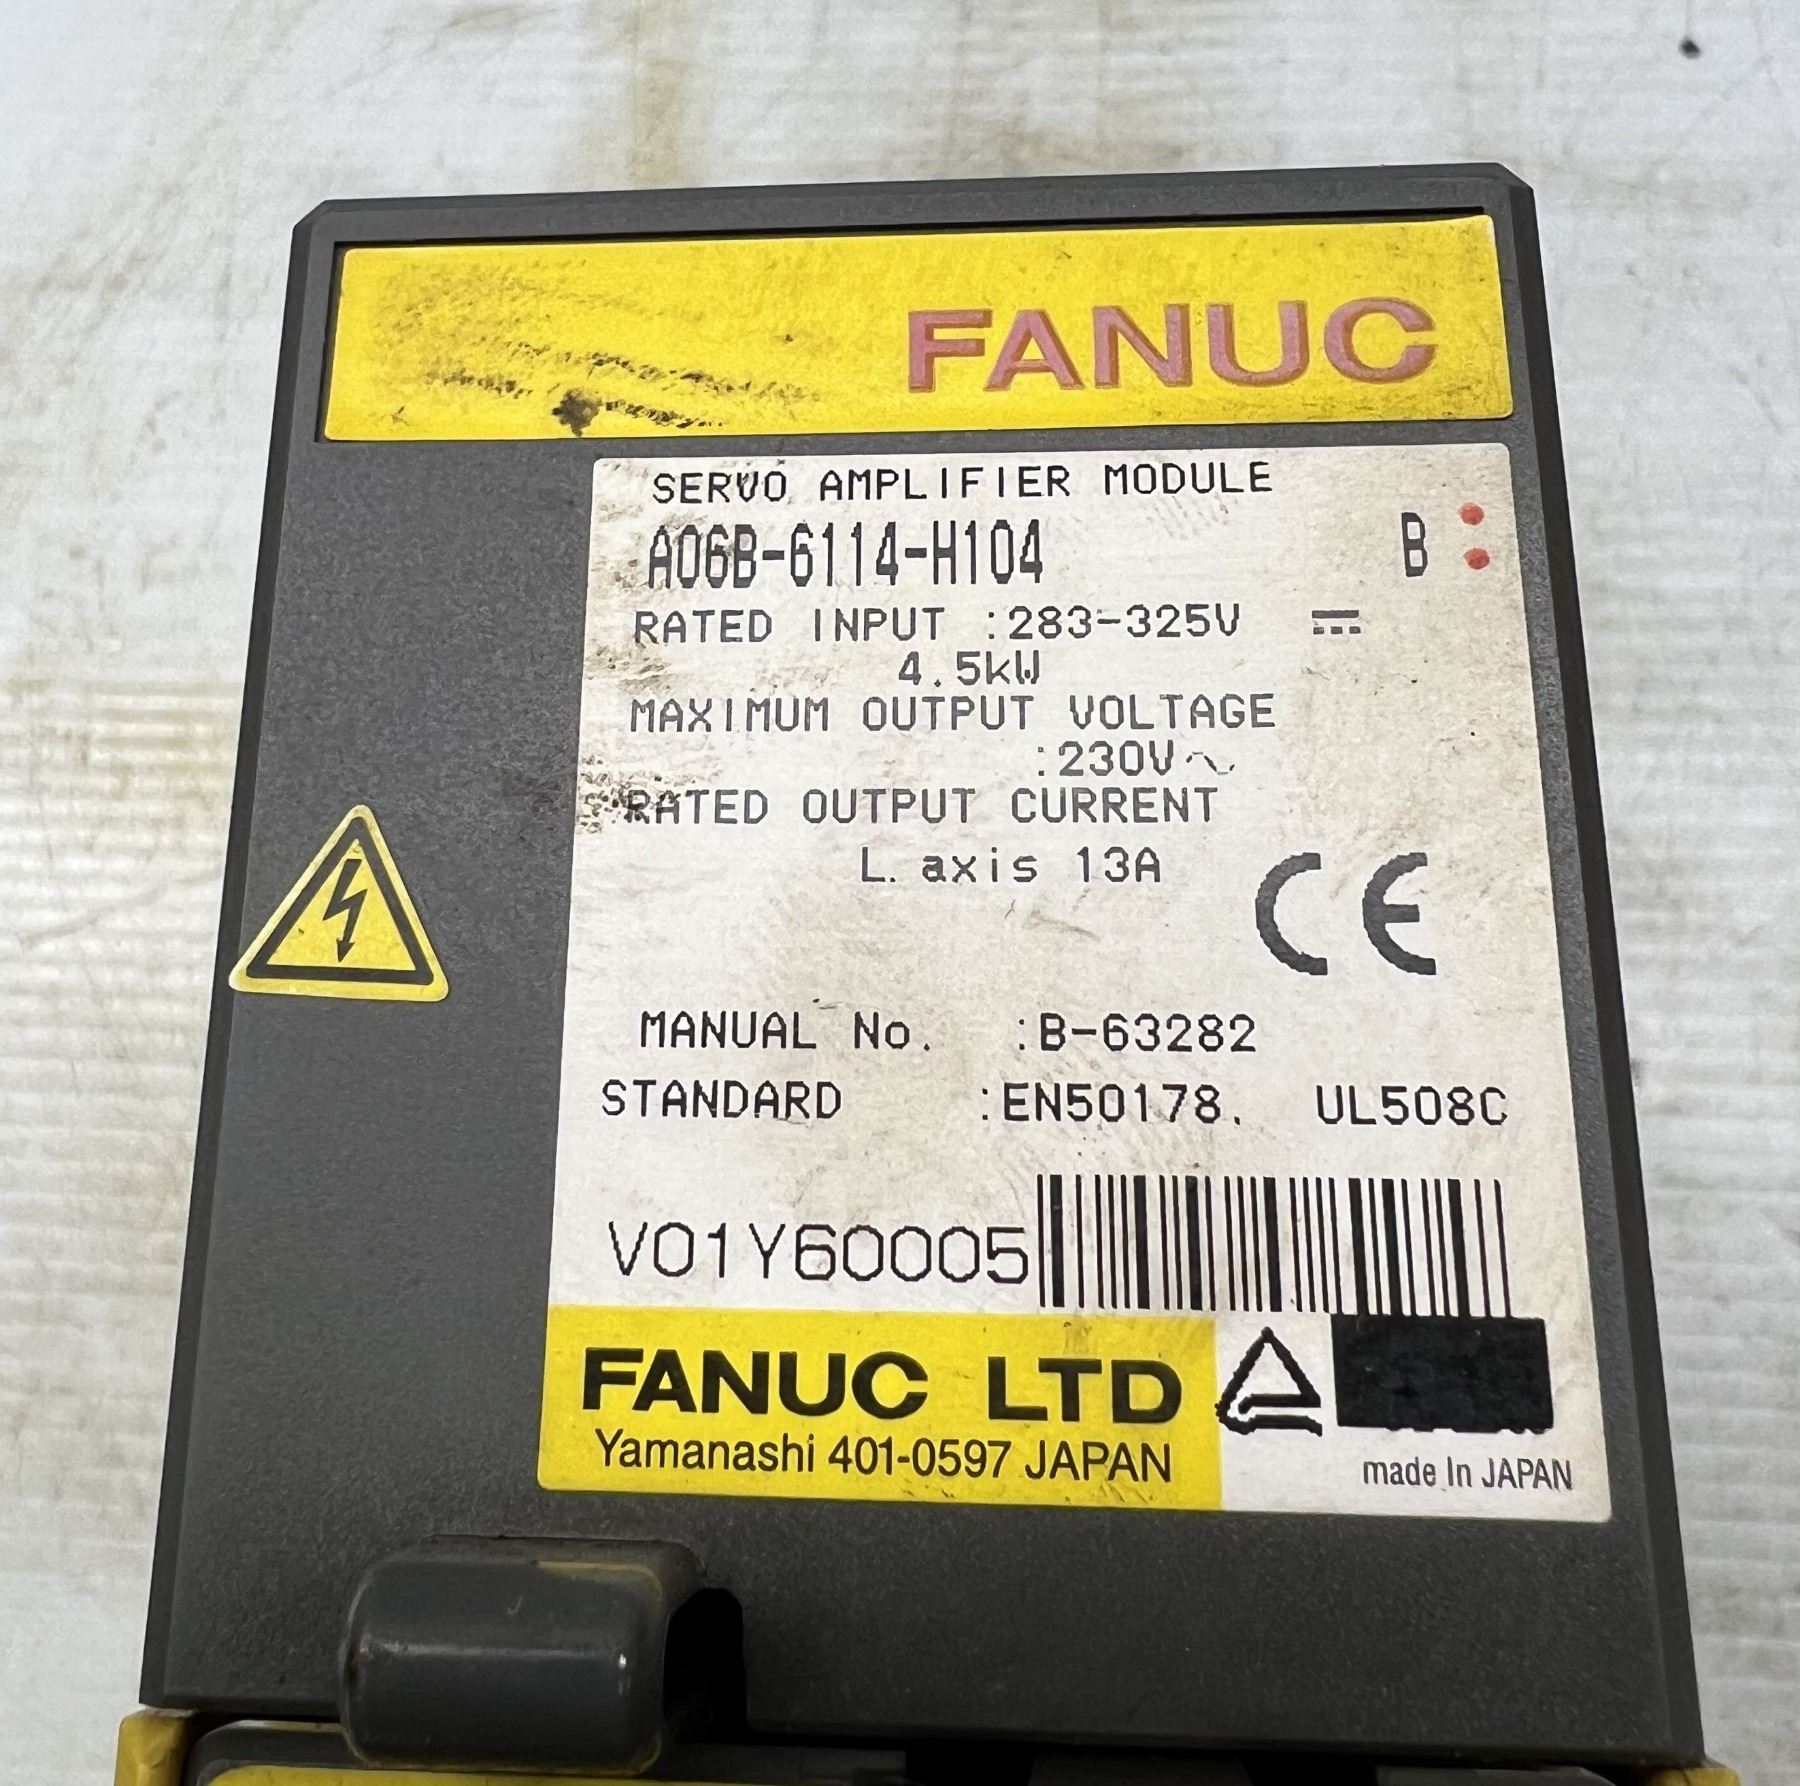 FANUC
SERVO AMPLIFIER MODULE
A06B-6114-H104 B
RATED INPUT :283-325V
4.5kW
MAXIMUM OUTPUT VOLTAGE
:230V~
RATED OUTPUT CURRENT
L. axis 13A
CE
MANUAL No. :B-63282
STANDARD :EN50178. UL508C
V01Y60005
FANUC LTD
Yamanashi 401-0597 JAPAN
made In JAPAN